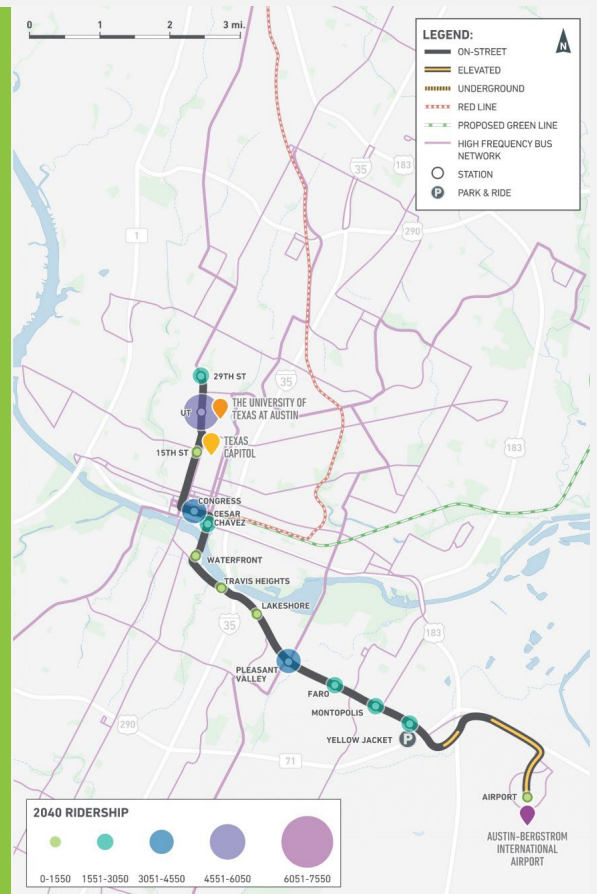 0 1 2 3 mi.
LEGEND:
N
ON-STREET
ELEVATED
UNDERGROUND
RED LINE
PROPOSED GREEN LINE
HIGH FREQUENCY BUS
NETWORK
STATION
P PARK & RIDE
35
183
290
1
29TH ST
35
UT
THE UNIVERSITY OF
TEXAS AT AUSTIN
15TH ST
TEXAS
CAPITOL
183
CONGRESS
CESAR
CHAVEZ
WATERFRONT
TRAVIS HEIGHTS
LAKESHORE
35
183
PLEASANT
VALLEY
FARO
MONTOPOLIS
290
YELLOW JACKET
P
71
AIRPORT
AUSTIN-BERGSTROM
INTERNATIONAL
AIRPORT
2040 RIDERSHIP
0-1550 1551-3050 3051-4550 4551-6050 6051-7550